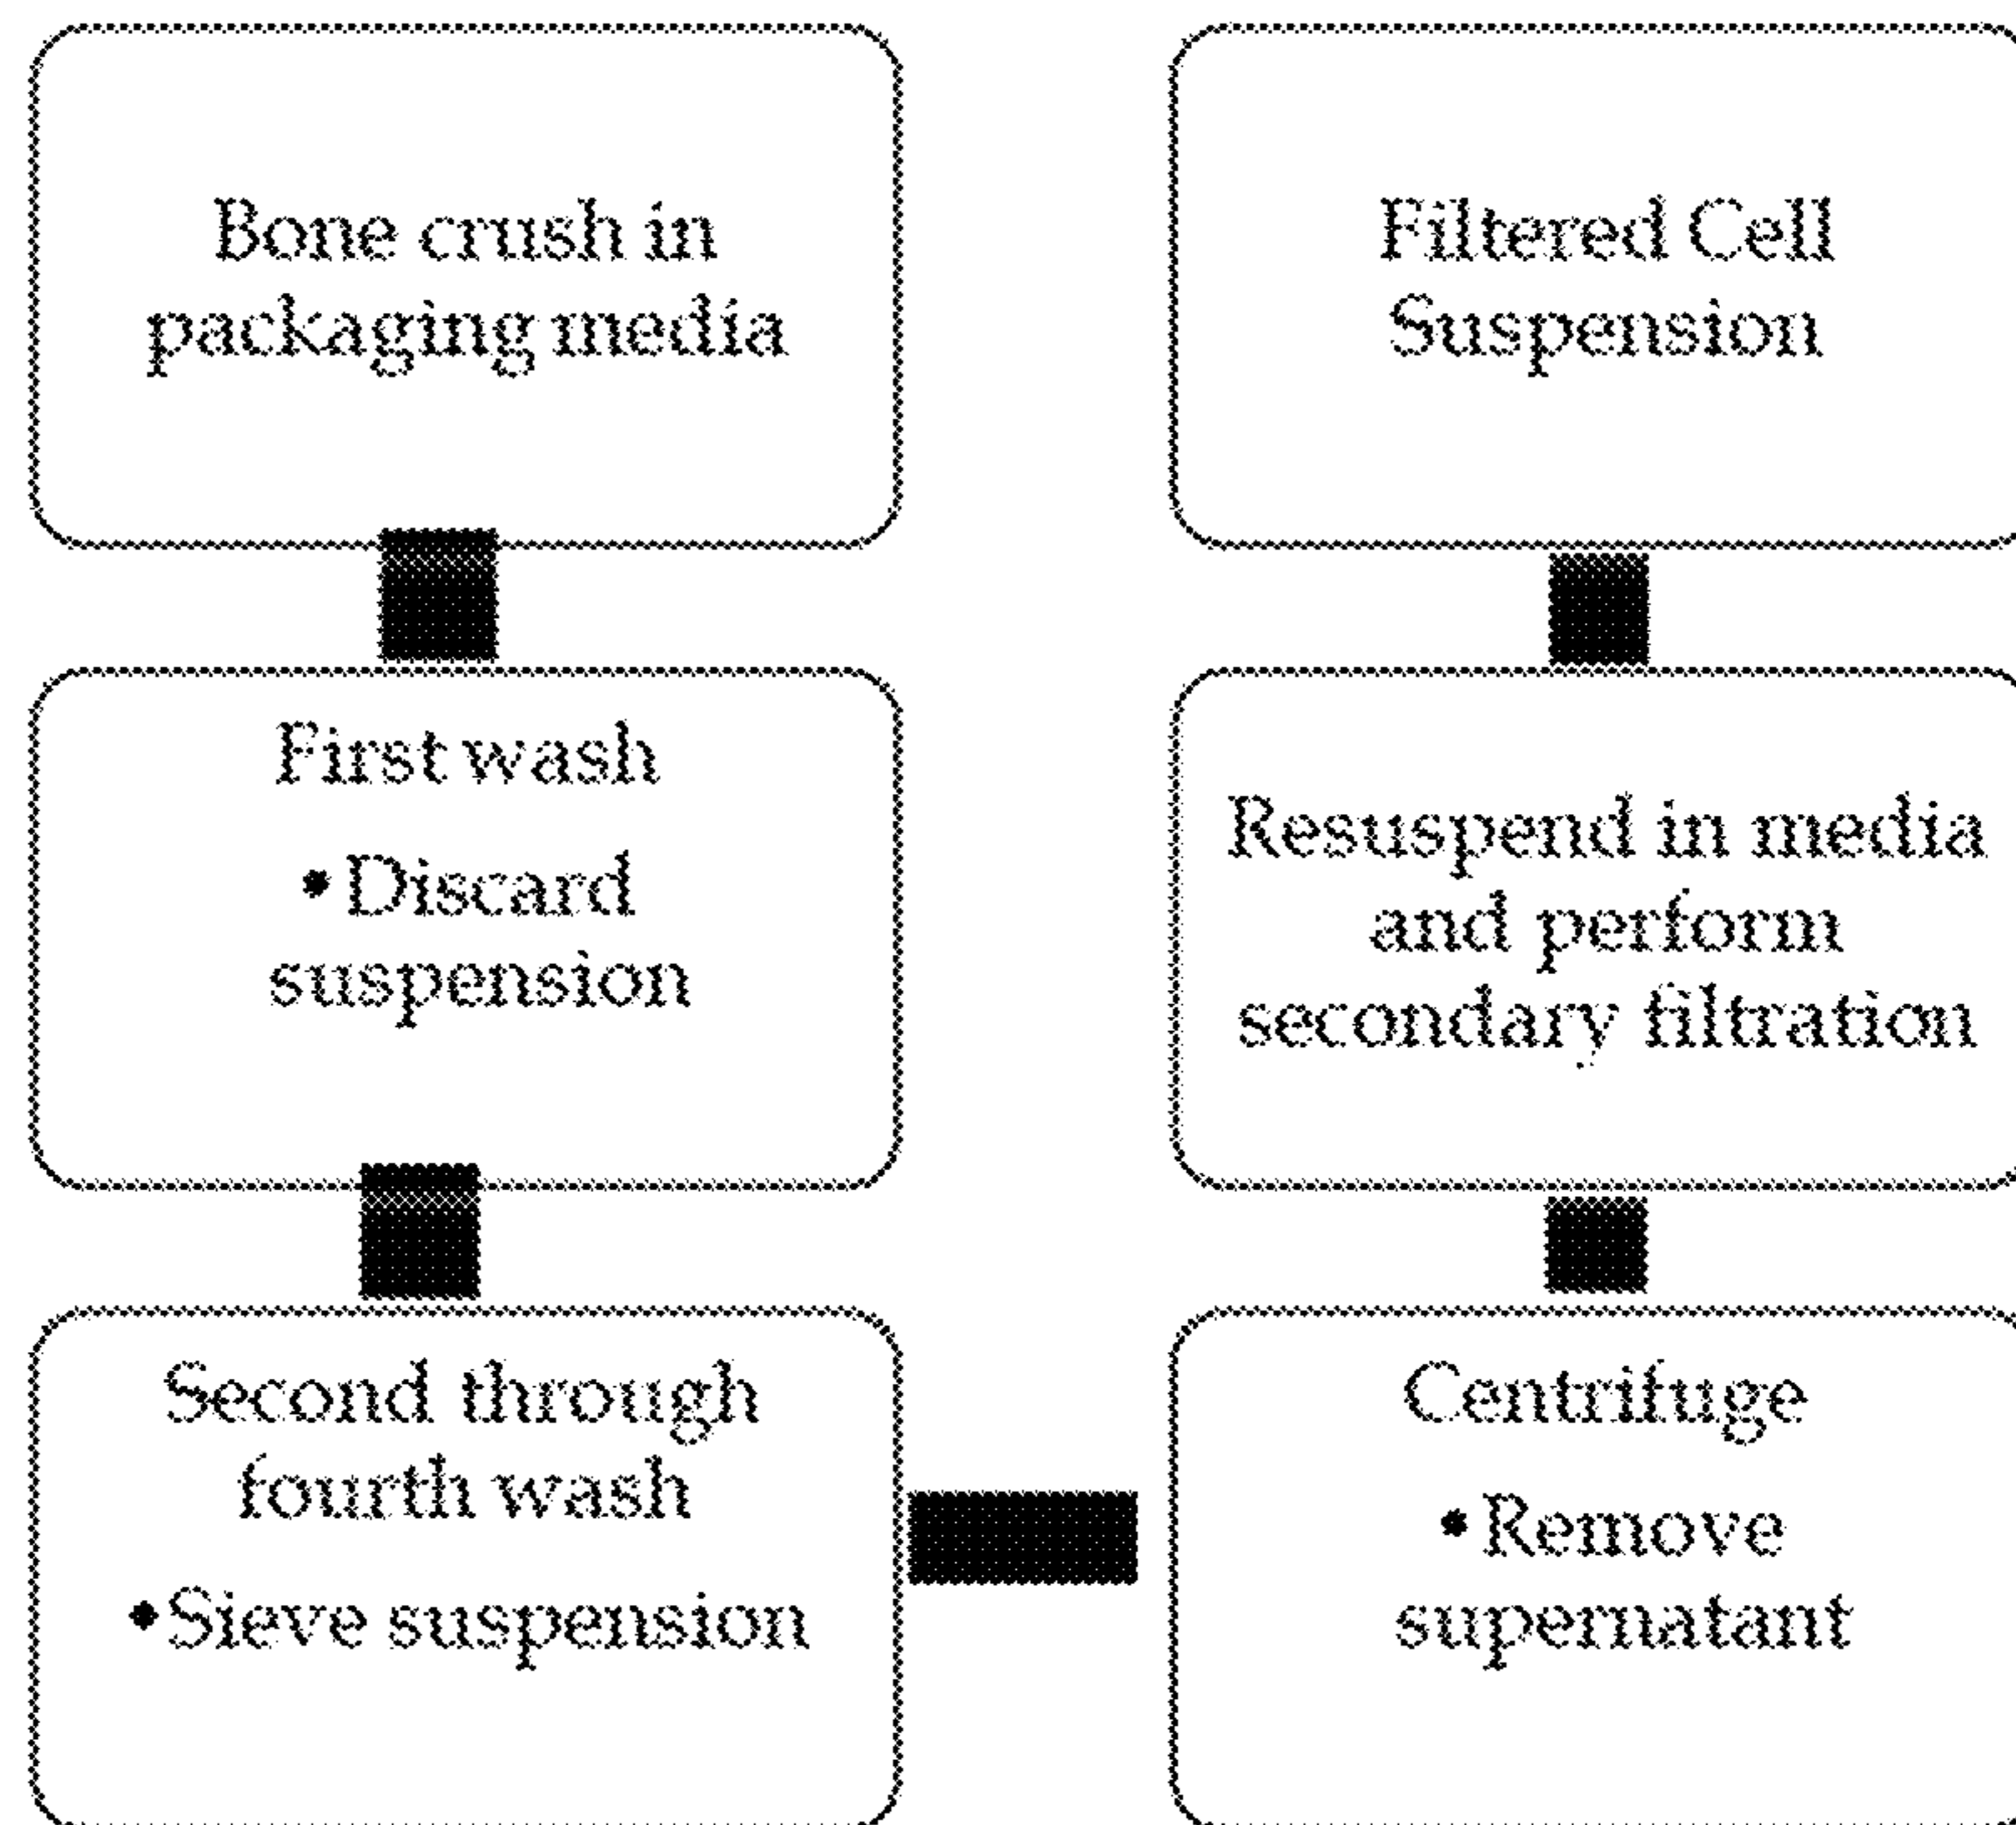 Bone crush in
packaging media
First wash
•Discard
suspension
Second through
fourth wash
•Sieve suspension
Centrifuge
•Remove
supernatant
Resuspend in media
and perform
secondary filtration
Filtered Cell
Suspension